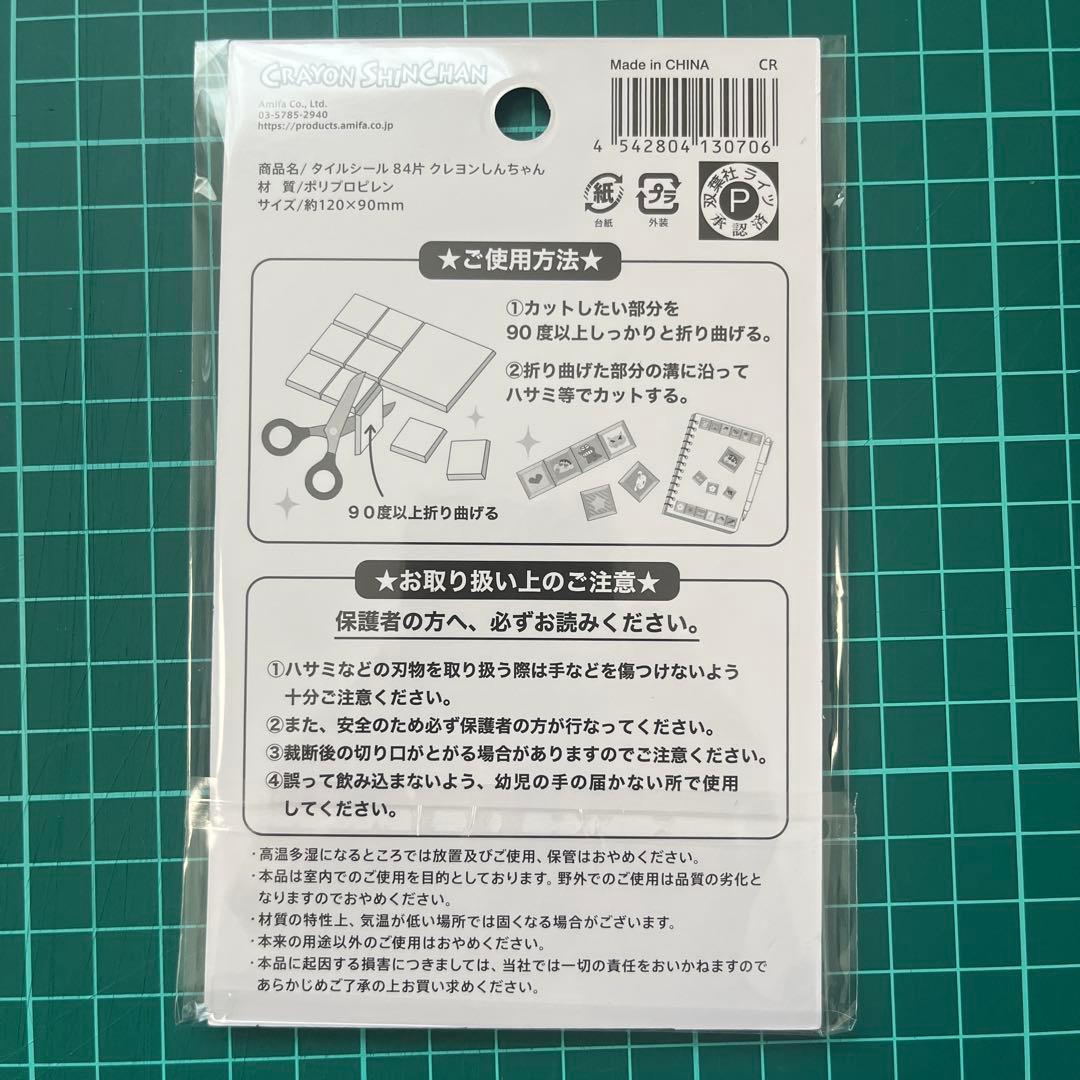 CRAYON SHINCHAN
Amifa Co., Ltd.
03-5785-2940
https://products.amifa.co.jp
Made in CHINA CR
4 542804 130706
商品名/ タイルシール 84片 クレヨンしんちゃん
材 質/ポリプロピレン
サイズ/約120×90mm
紙
台紙
プラ
外装
双葉社ライツ
P
承認済
★ご使用方法★
①カットしたい部分を
90度以上しっかりと折り曲げる。
②折り曲げた部分の溝に沿って
ハサミ等でカットする。
90度以上折り曲げる
★お取り扱い上のご注意★
保護者の方へ、必ずお読みください。
①ハサミなどの刃物を取り扱う際は手などを傷つけないよう
十分ご注意ください。
②また、安全のため必ず保護者の方が行なってください。
③裁断後の切り口がとがる場合がありますのでご注意ください。
④誤って飲み込まないよう、幼児の手の届かない所で使用
してください。
・高温多湿になるところでは放置及びご使用、保管はおやめください。
・本品は室内でのご使用を目的としております。野外でのご使用は品質の劣化と
なりますのでおやめください。
・材質の特性上、気温が低い場所では固くなる場合がございます。
・本来の用途以外のご使用はおやめください。
・本品に起因する損害につきましては、当社では一切の責任をおいかねますので
あらかじめご了承の上お買い求めください。